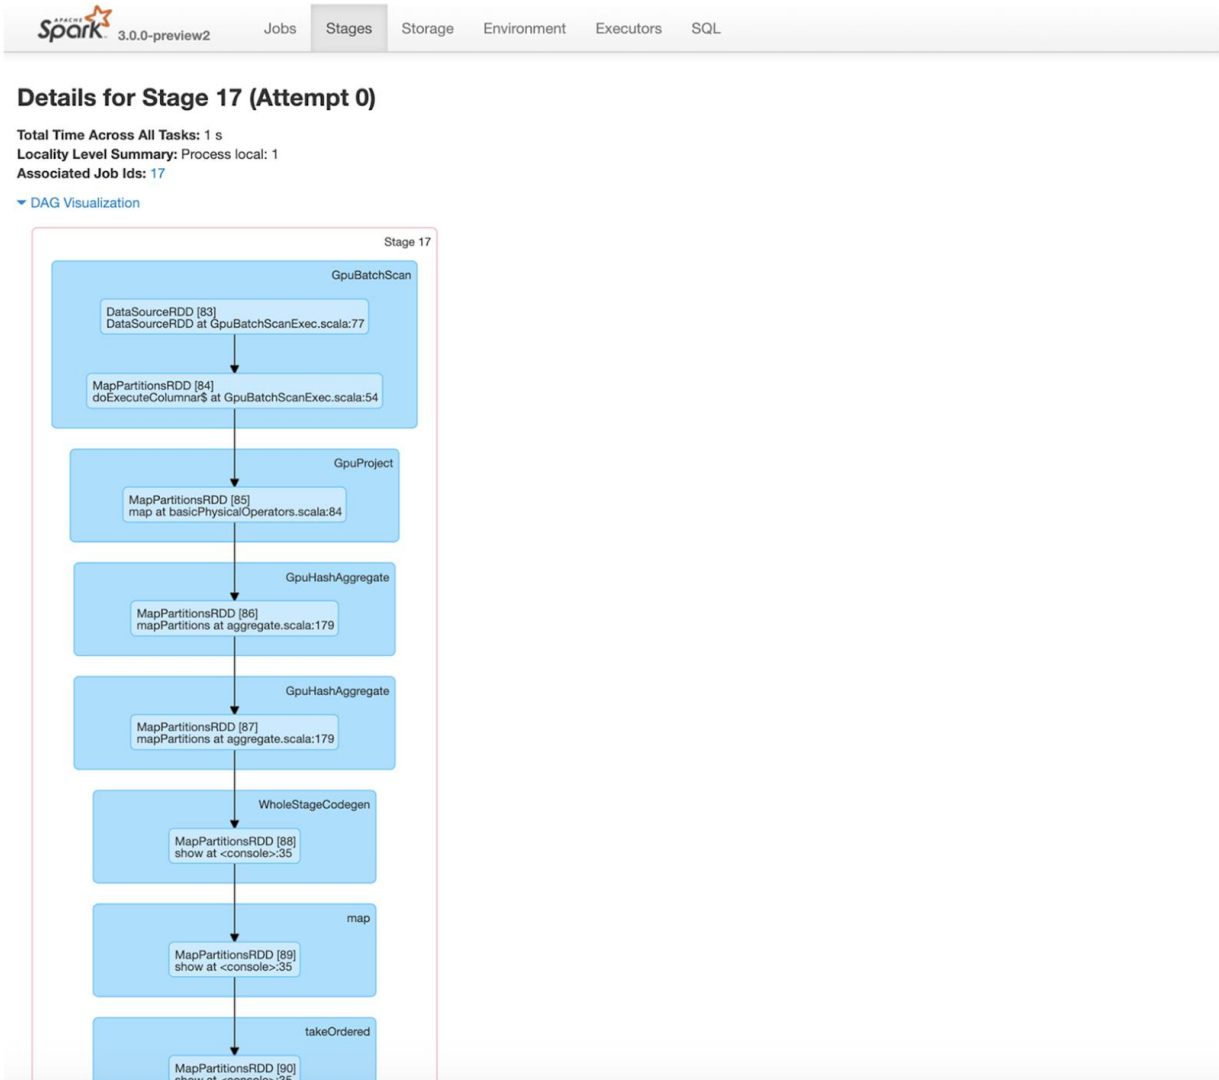 APACHE
Spark 3.0.0-preview2 Jobs Stages Storage Environment Executors SQL
Details for Stage 17 (Attempt 0)
Total Time Across All Tasks: 1 s
Locality Level Summary: Process local: 1
Associated Job Ids: 17
DAG Visualization
Stage 17
GpuBatchScan
DataSourceRDD [83]
DataSourceRDD at GpuBatchScanExec.scala:77
MapPartitionsRDD [84]
doExecuteColumnar$ at GpuBatchScanExec.scala:54
GpuProject
MapPartitionsRDD [85]
map at basicPhysicalOperators.scala:84
GpuHashAggregate
MapPartitionsRDD [86]
mapPartitions at aggregate.scala:179
GpuHashAggregate
MapPartitionsRDD [87]
mapPartitions at aggregate.scala:179
WholeStageCodegen
MapPartitionsRDD [88]
show at <console>:35
map
MapPartitionsRDD [89]
show at <console>:35
takeOrdered
MapPartitionsRDD [90]
show at <console>:35